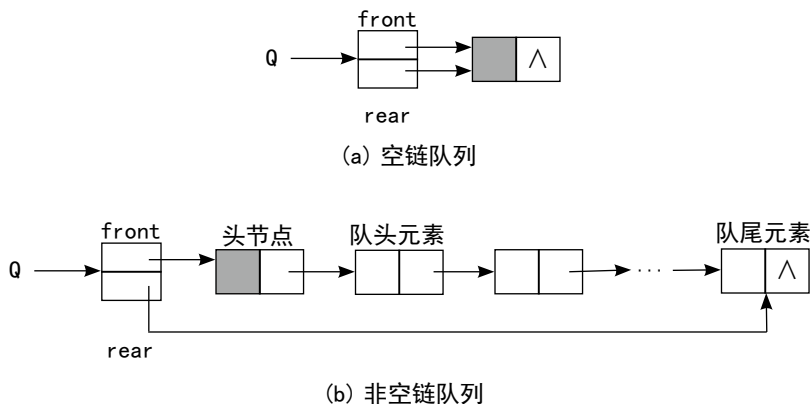 front
Q
∧
rear
(a) 空链队列
front 头节点 队头元素 队尾元素
Q ··· ∧
rear
(b) 非空链队列